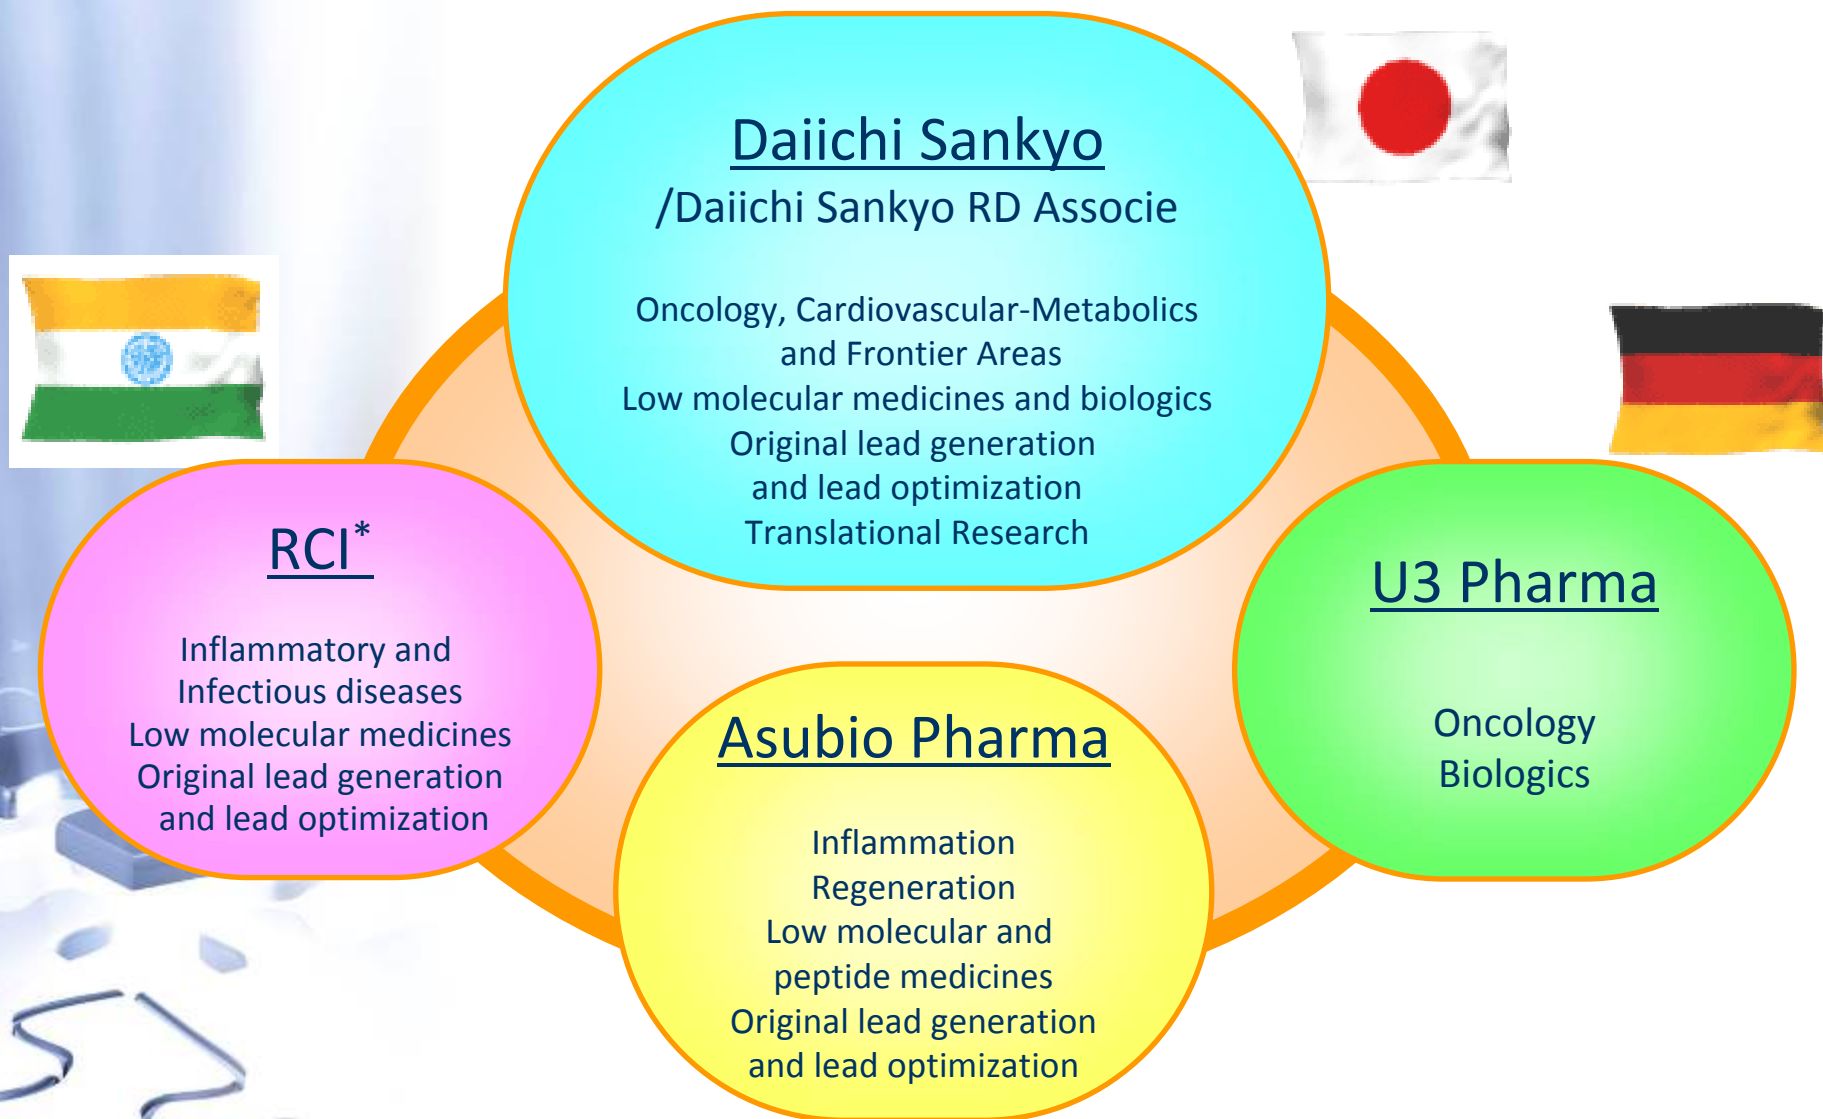 Daiichi Sankyo
/Daiichi Sankyo RD Associe
Oncology, Cardiovascular-Metabolics
and Frontier Areas
Low molecular medicines and biologics
Original lead generation
and lead optimization
Translational Research
RCI*
Inflammatory and
Infectious diseases
Low molecular medicines
Original lead generation
and lead optimization
Asubio Pharma
Inflammation
Regeneration
Low molecular and
peptide medicines
Original lead generation
and lead optimization
U3 Pharma
Oncology
Biologics